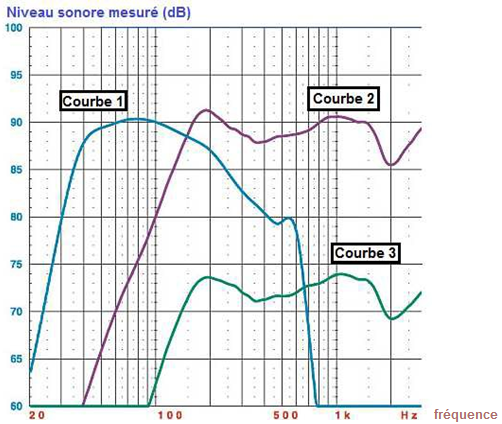 Niveau sonore mesuré (dB)
100
95
90
85
80
75
70
65
60
Courbe 1
Courbe 2
Courbe 3
20 100 500 1k Hz fréquence